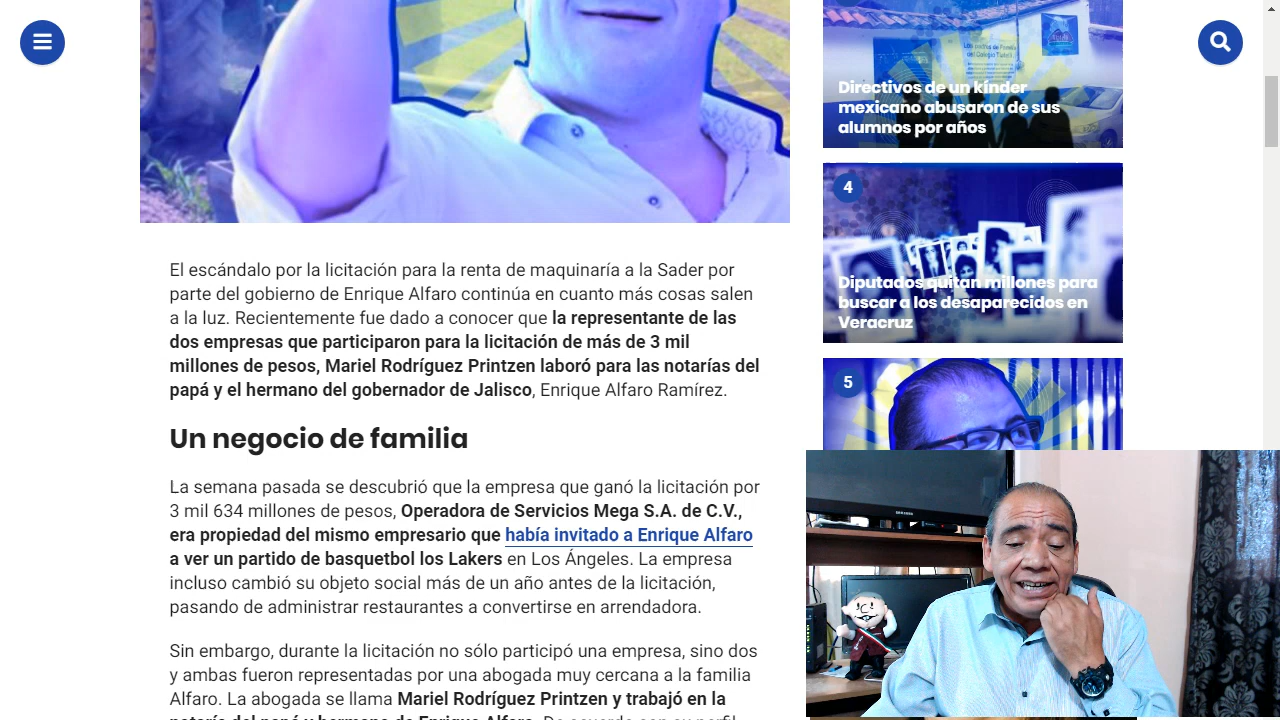 El escándalo por la licitación para la renta de maquinaría a la Sader por
parte del gobierno de Enrique Alfaro continúa en cuanto más cosas salen
a la luz. Recientemente fue dado a conocer que la representante de las
dos empresas que participaron para la licitación de más de 3 mil
millones de pesos, Mariel Rodríguez Printzen laboró para las notarías del
papá y el hermano del gobernador de Jalisco, Enrique Alfaro Ramírez.
Un negocio de familia
La semana pasada se descubrió que la empresa que ganó la licitación por
3 mil 634 millones de pesos, Operadora de Servicios Mega S.A. de C.V.,
era propiedad del mismo empresario que había invitado a Enrique Alfaro
a ver un partido de basquetbol los Lakers en Los Ángeles. La empresa
incluso cambió su objeto social más de un año antes de la licitación,
pasando de administrar restaurantes a convertirse en arrendadora.
Sin embargo, durante la licitación no sólo participó una empresa, sino dos
y ambas fueron representadas por una abogada muy cercana a la familia
Alfaro. La abogada se llama Mariel Rodríguez Printzen y trabajó en la
notaría del papá y hermano de Enrique Alfaro. De acuerdo con su perfil
Directivos de un kínder
mexicano abusaron de sus
alumnos por años
4
Diputados quitan millones para
buscar a los desaparecidos en
Veracruz
5
SAMSUNG